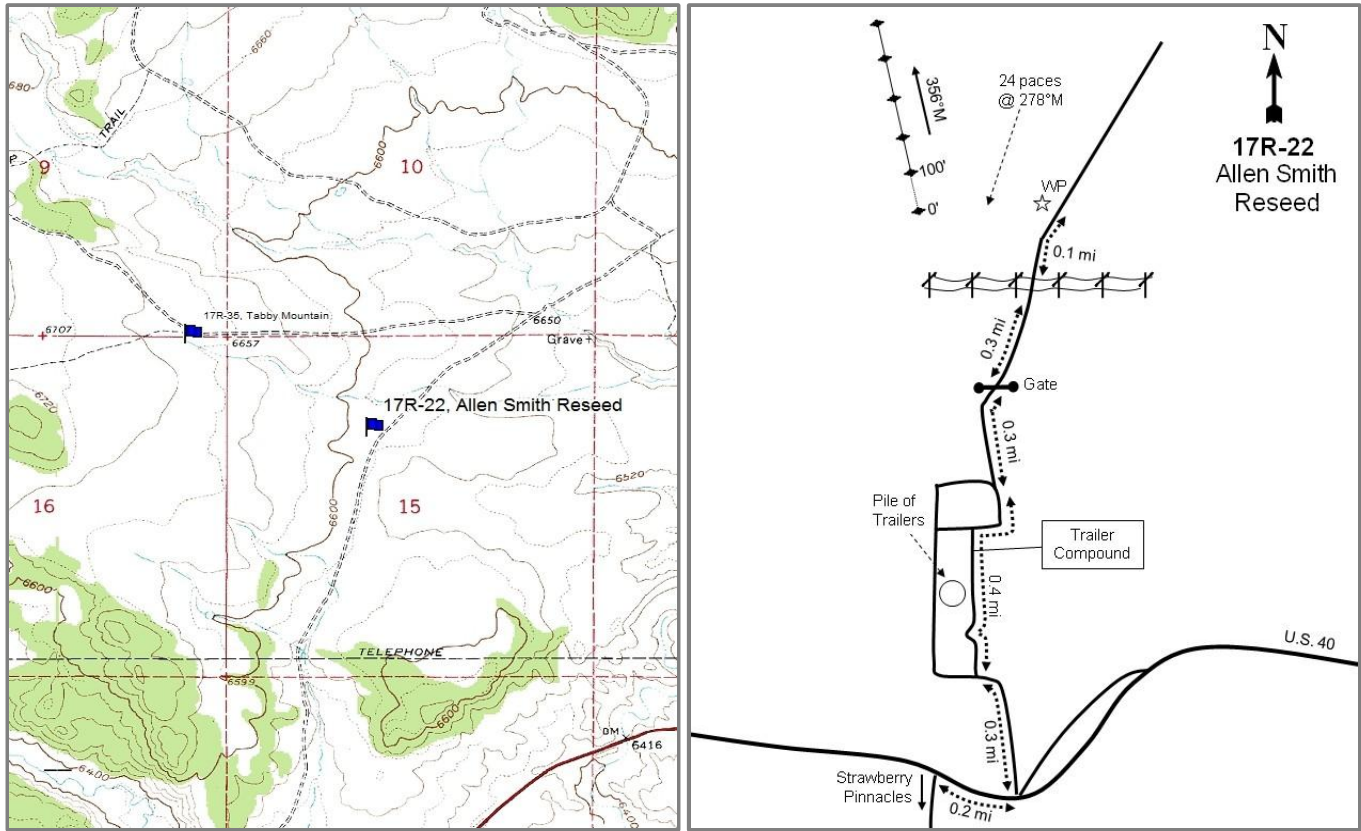 6660
6680
TRAIL
P
9
6600
10
17R-35, Tabby Mountain
6707
6657
6650
Grave
17R-22, Allen Smith Reseed
6720
6520
16
6600
15
6600
TELEPHONE
6599
6600
BM
6416
6400
N
17R-22
Allen Smith
Reseed
356°M
24 paces
@ 278°M
100'
0'
WP
0.1 mi
0.3 mi
Gate
0.3 mi
Pile of
Trailers
Trailer
Compound
0.4 mi
U.S. 40
0.3 mi
Strawberry
Pinnacles
0.2 mi